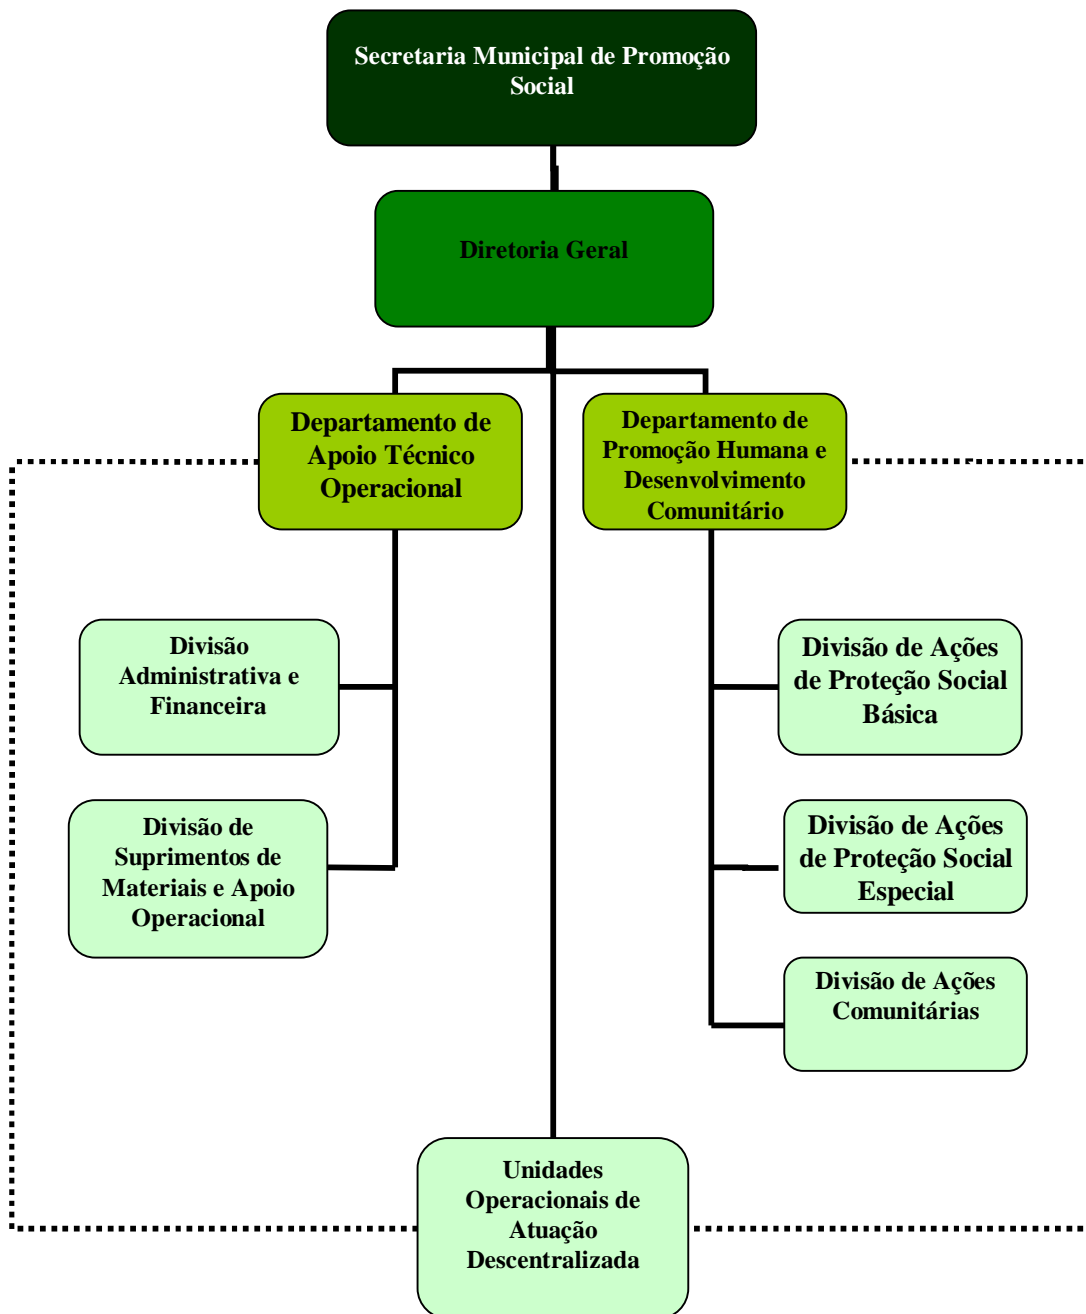 Secretaria Municipal de Promoção
Social
Diretoria Geral
Departamento de
Apoio Técnico
Operacional
Departamento de
Promoção Humana e
Desenvolvimento
Comunitário
Divisão
Administrativa e
Financeira
Divisão de Ações
de Proteção Social
Básica
Divisão de
Suprimentos de
Materiais e Apoio
Operacional
Divisão de Ações
de Proteção Social
Especial
Divisão de Ações
Comunitárias
Unidades
Operacionais de
Atuação
Descentralizada